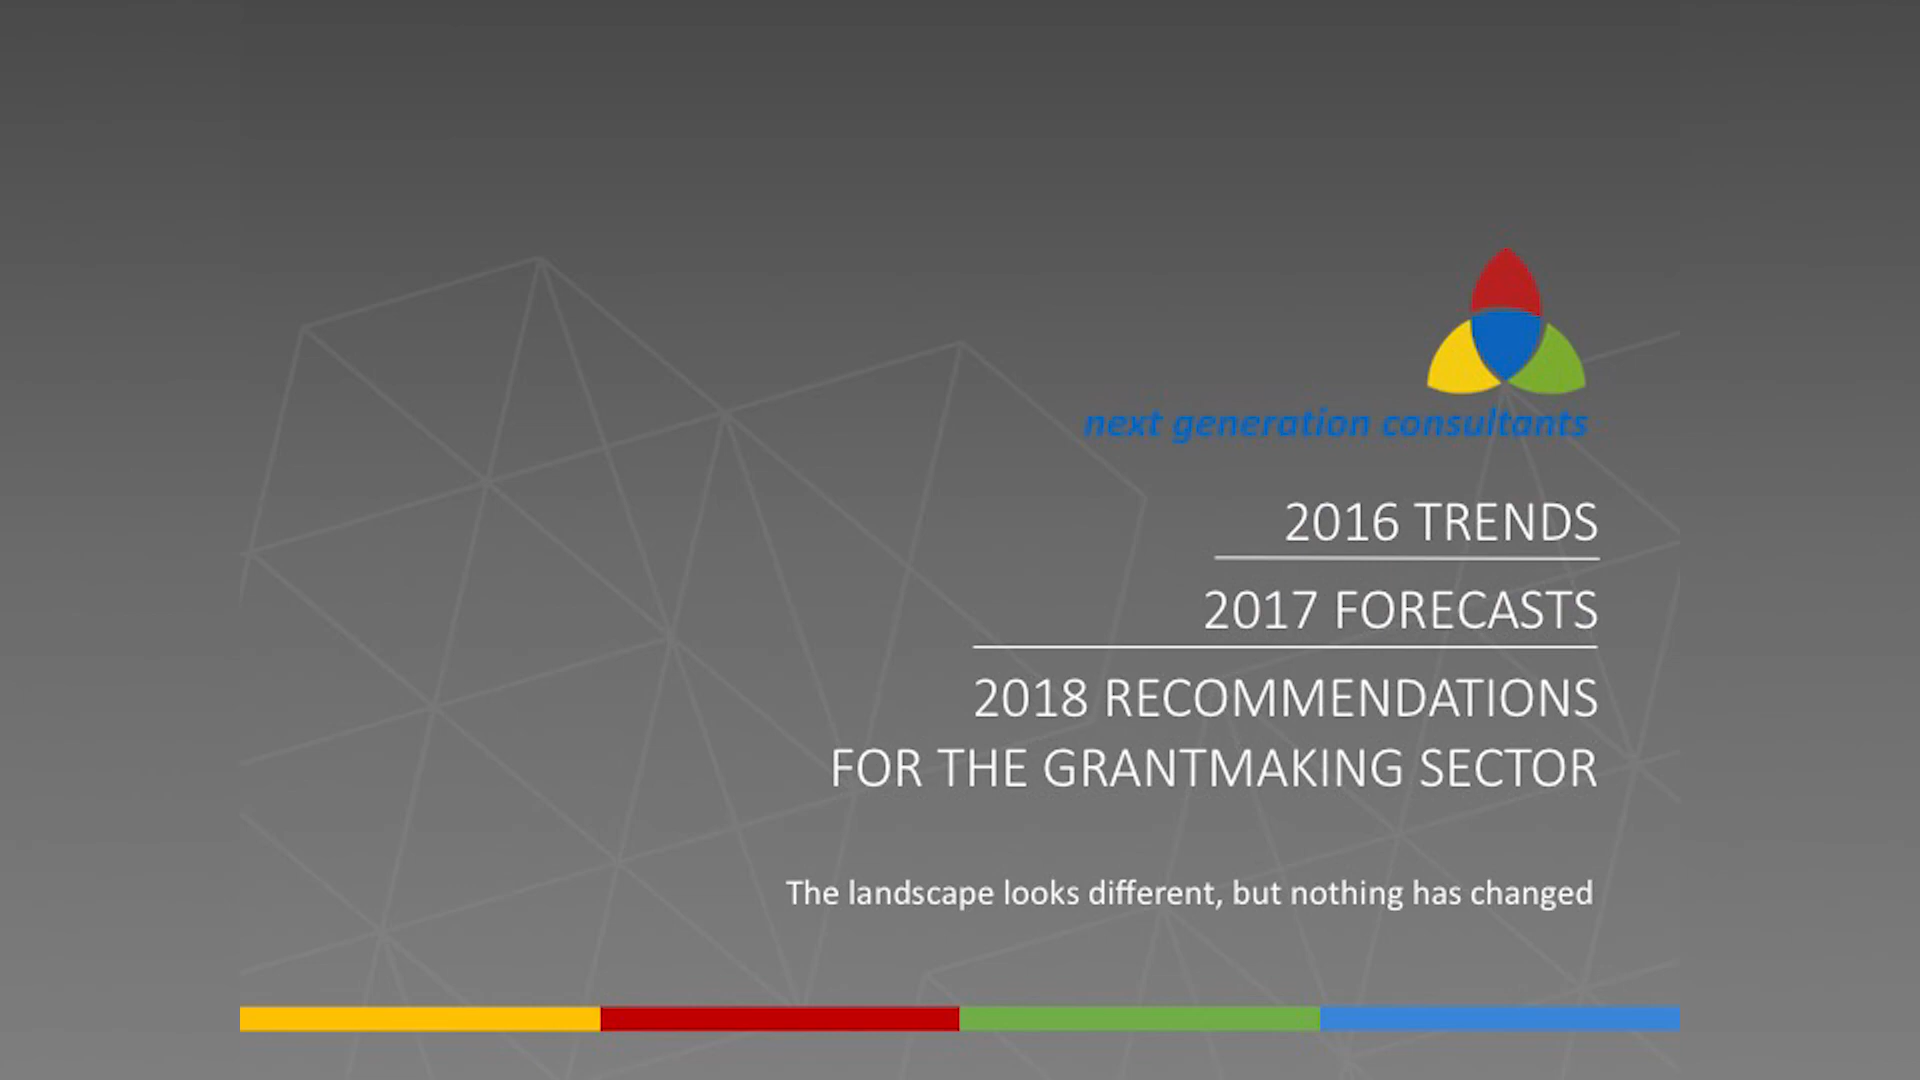 next generation consultants
2016 TRENDS
2017 FORECASTS
2018 RECOMMENDATIONS
FOR THE GRANTMAKING SECTOR
The landscape looks different, but nothing has changed